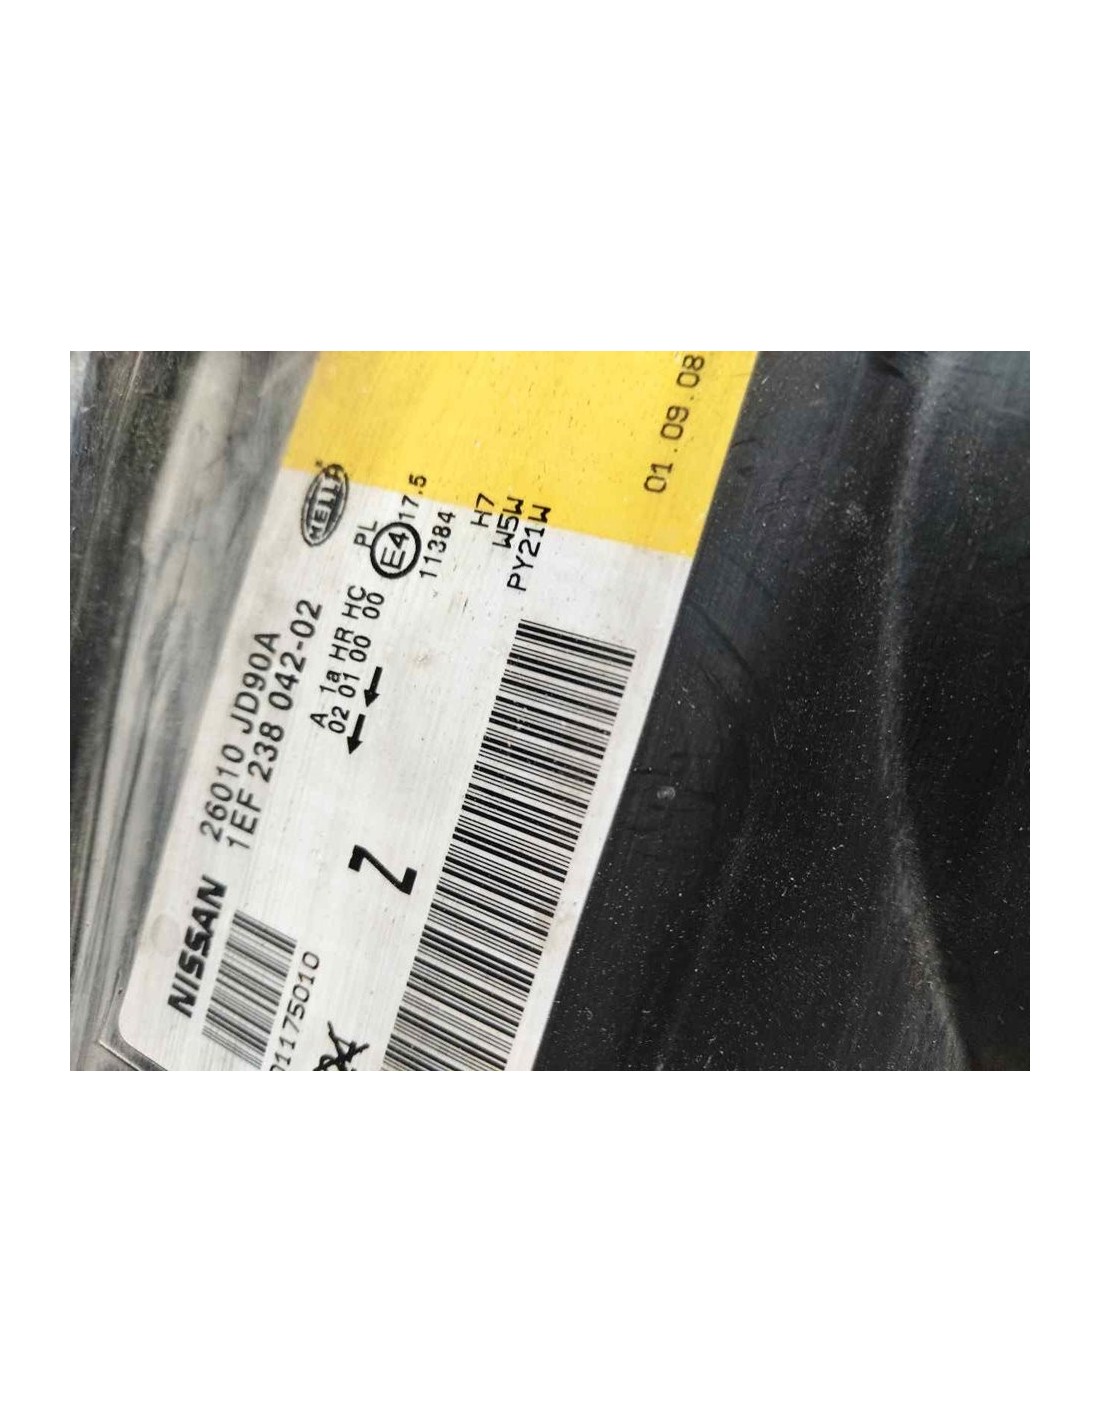 NISSAN 26010 JD90A
1EF 238 042-02
HELLA
A 1a HR HC PL
02 01 00 00 E4 17.5
11384
01175010
Z
H7
W5W
PY21W
01.09.08